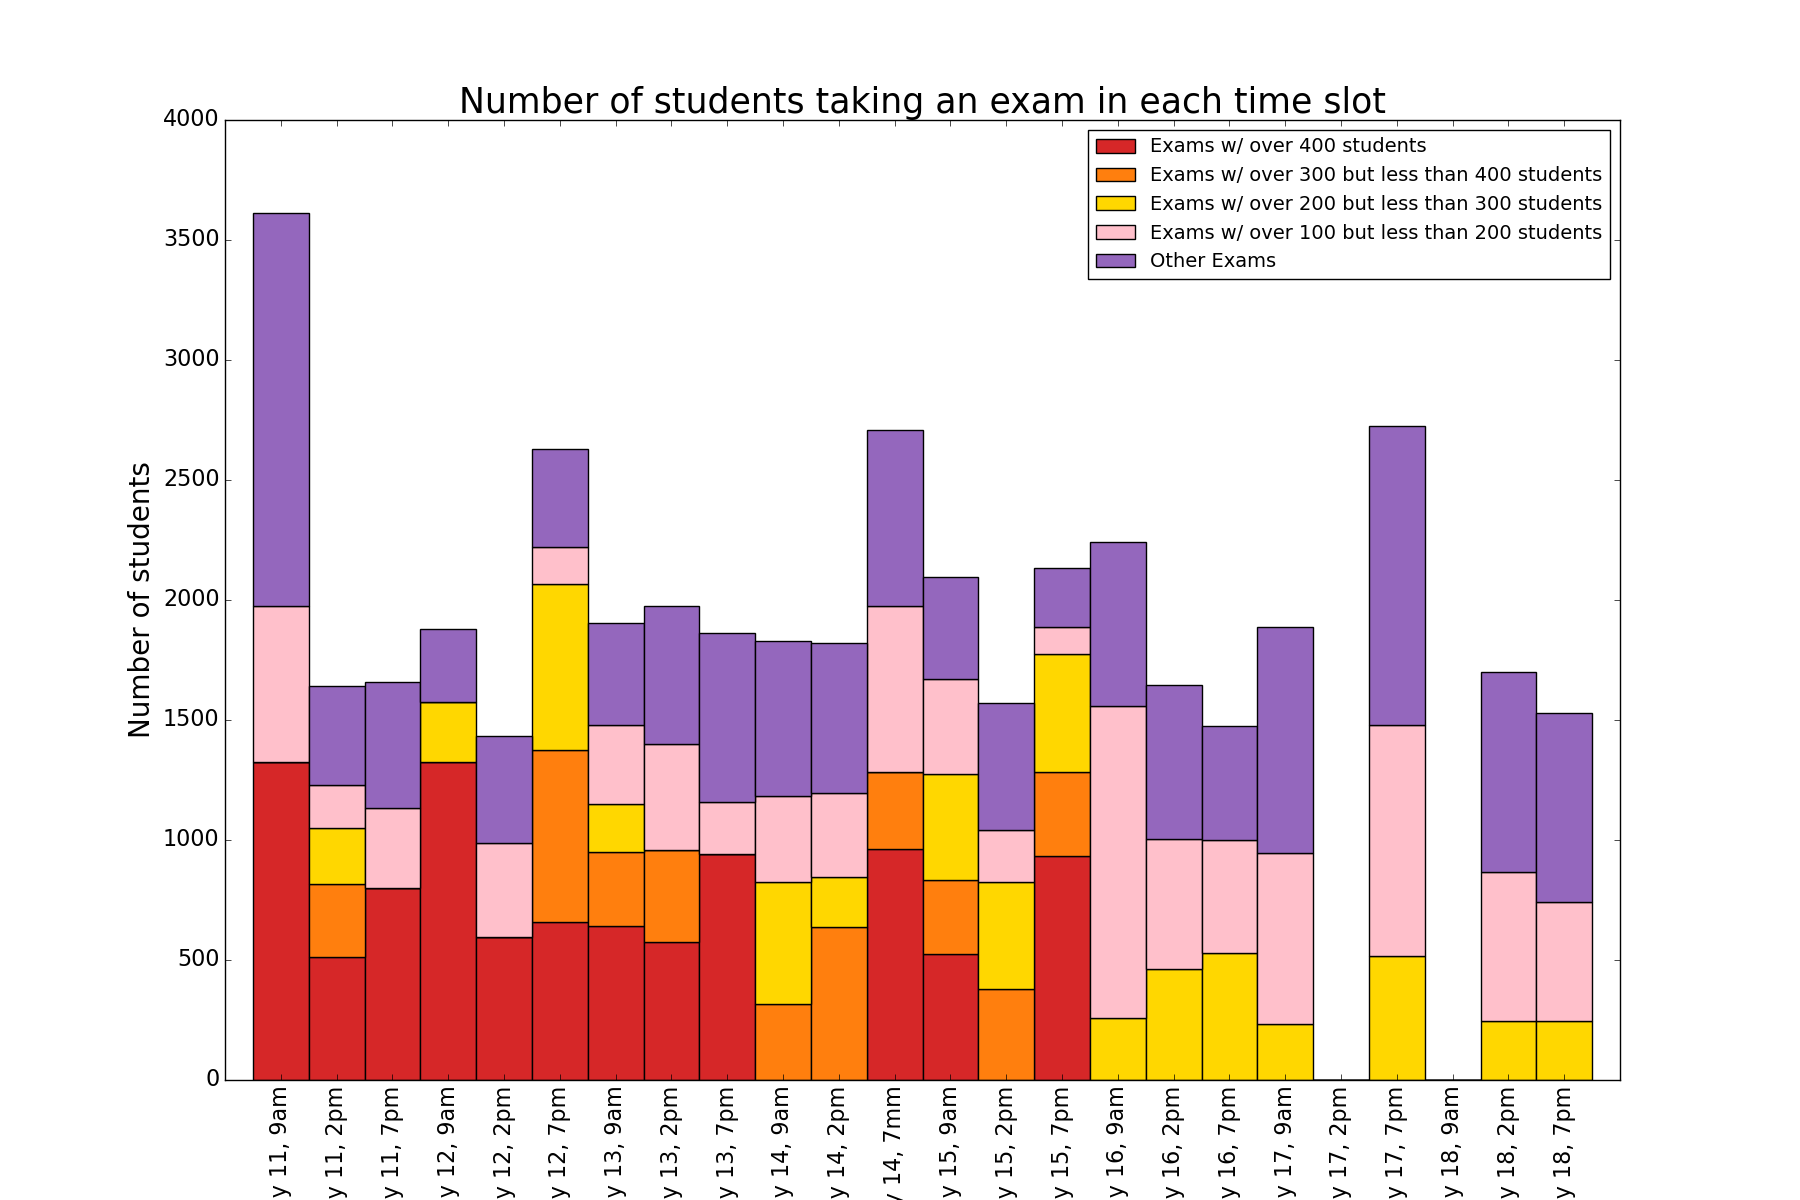 Number of students taking an exam in each time slot
Exams w/ over 400 students
Exams w/ over 300 but less than 400 students
Exams w/ over 200 but less than 300 students
Exams w/ over 100 but less than 200 students
Other Exams
Number of students
4000
3500
3000
2500
2000
1500
1000
500
0
y 11, 9am
y 11, 2pm
y 11, 7pm
y 12, 9am
y 12, 2pm
y 12, 7pm
y 13, 9am
y 13, 2pm
y 13, 7pm
y 14, 9am
y 14, 2pm
y 14, 7mm
y 15, 9am
y 15, 2pm
y 15, 7pm
y 16, 9am
y 16, 2pm
y 16, 7pm
y 17, 9am
y 17, 2pm
y 17, 7pm
y 18, 9am
y 18, 2pm
y 18, 7pm